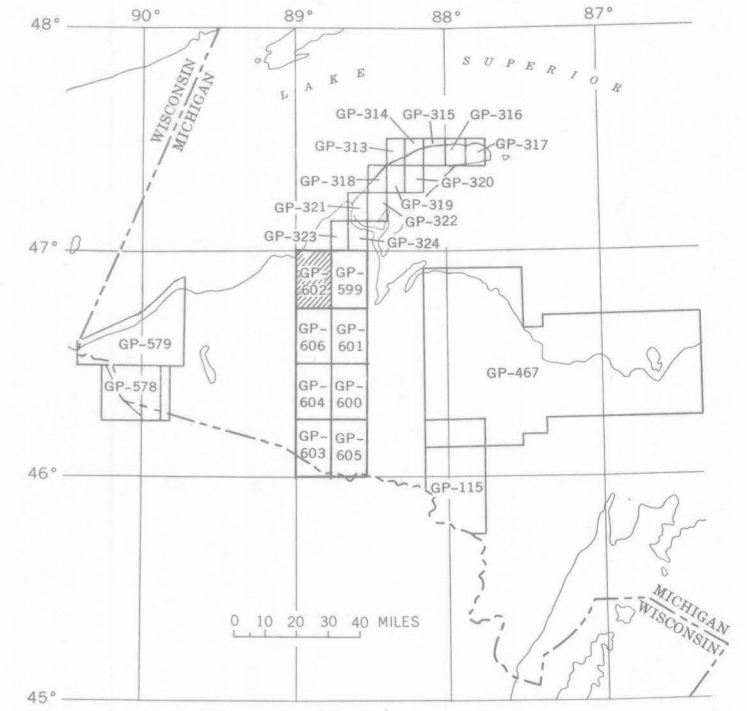 90° 89° 88° 87°
48°
LAKE SUPERIOR
WISCONSIN
MICHIGAN
GP-314 GP-315 GP-316
GP-313 GP-317
GP-318 GP-320
GP-319
GP-321
GP-322
GP-323 GP-324
47°
GP-
602
GP-
599
GP-579
GP-
606
GP-
601
GP-467
GP-578
GP-
604
GP-
600
GP-
603
GP-
605
46°
GP-115
MICHIGAN
WISCONSIN
0 10 20 30 40 MILES
45°